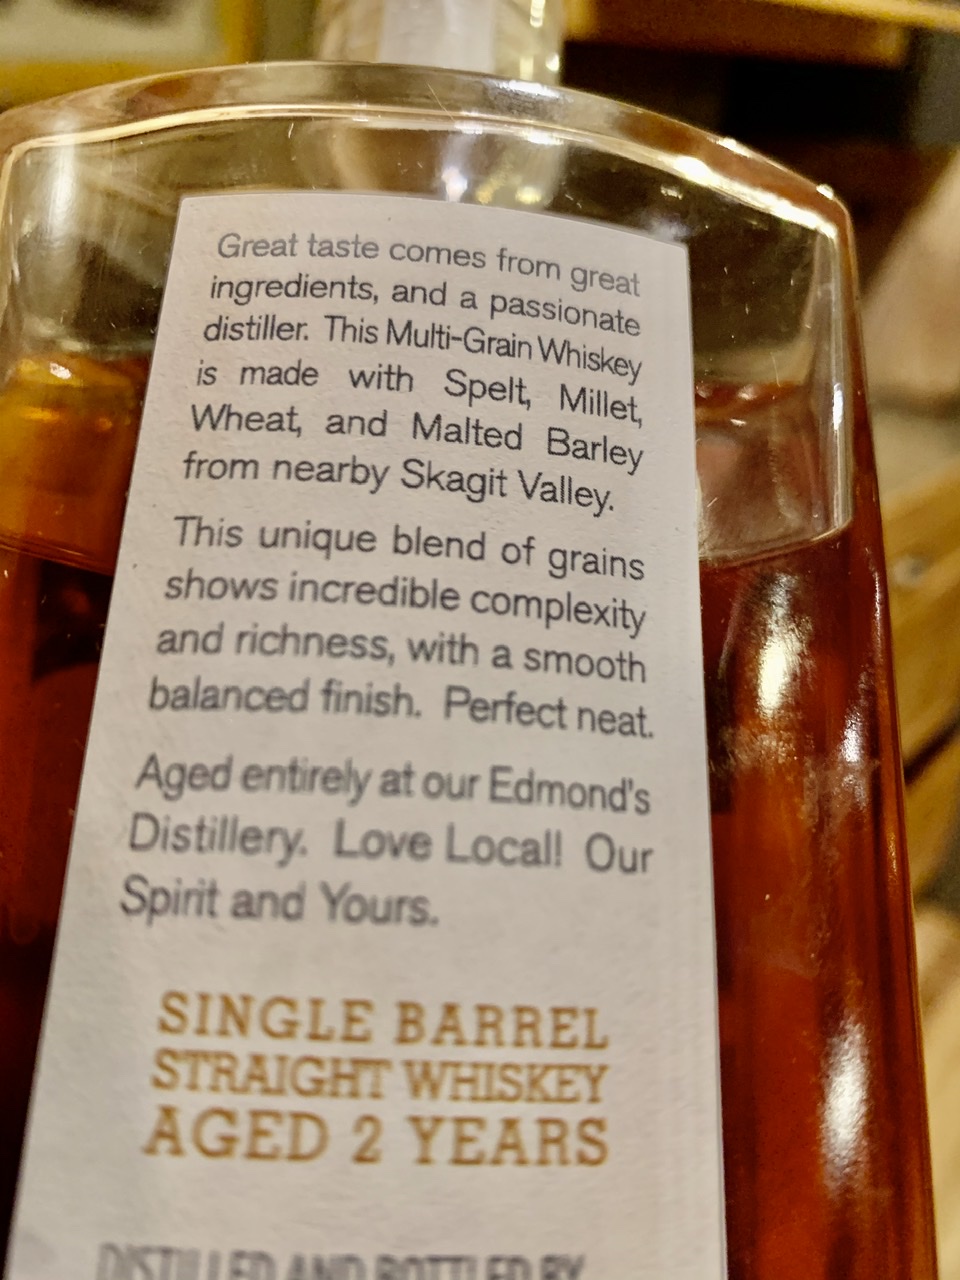 Great taste comes from great
ingredients, and a passionate
distiller. This Multi-Grain Whiskey
is made with Spelt, Millet,
Wheat, and Malted Barley
from nearby Skagit Valley.
This unique blend of grains
shows incredible complexity
and richness, with a smooth
balanced finish. Perfect neat.
Aged entirely at our Edmond's
Distillery. Love Local! Our
Spirit and Yours.
SINGLE BARREL
STRAIGHT WHISKEY
AGED 2 YEARS
DISTILLED AND BOTTLED BY